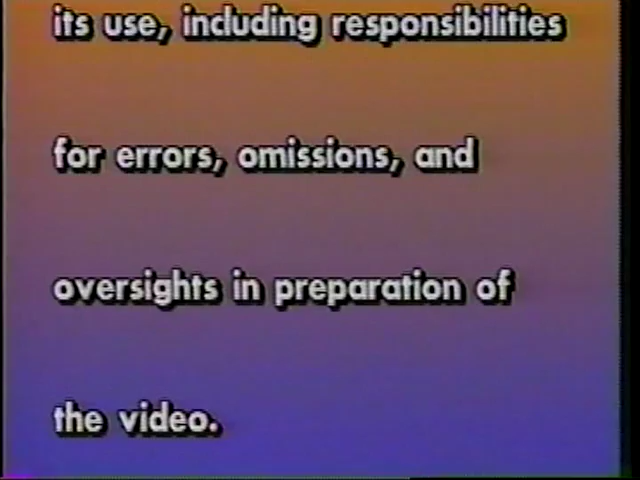 its use, including responsibilities
for errors, omissions, and
oversights in preparation of
the video.